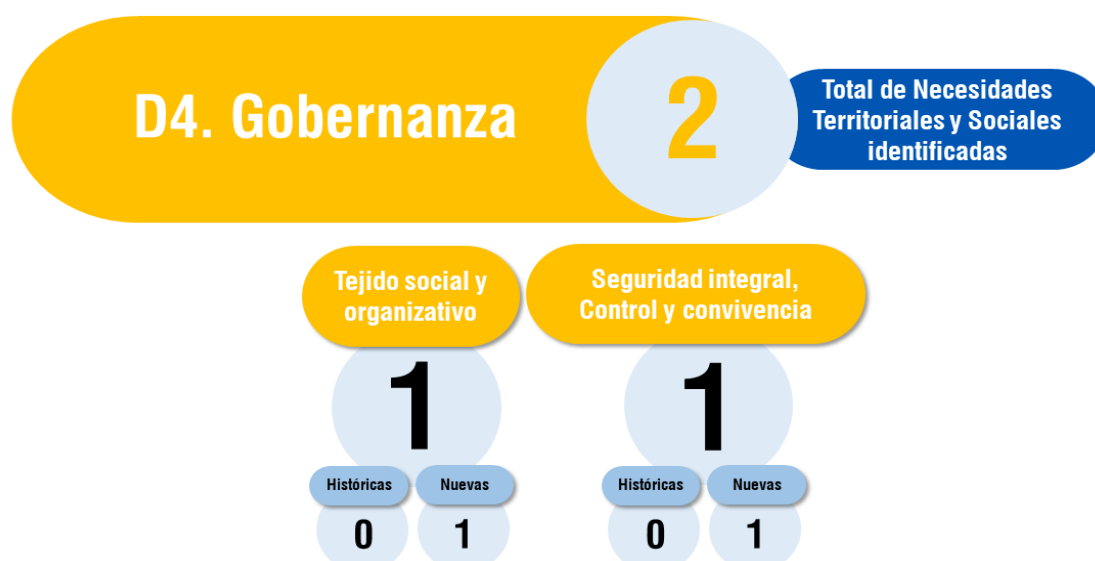 D4. Gobernanza
2
Total de Necesidades
Territoriales y Sociales
identificadas
Tejido social y
organizativo
1
Históricas
Nuevas
0
1
Seguridad integral,
Control y convivencia
1
Históricas
Nuevas
0
1